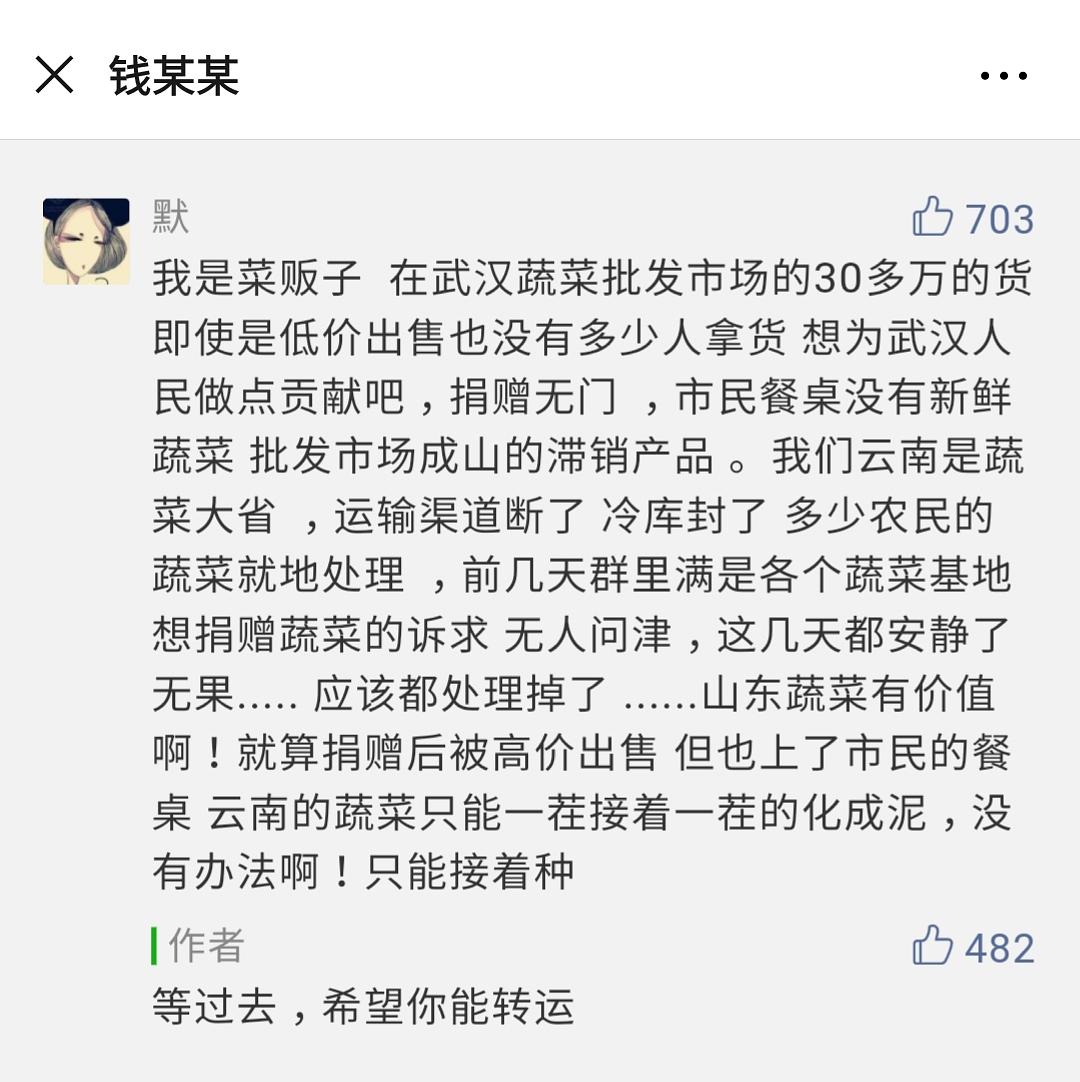 钱某某
默
703
我是菜贩子 在武汉蔬菜批发市场的30多万的货
即使是低价出售也没有多少人拿货 想为武汉人
民做点贡献吧，捐赠无门 ，市民餐桌没有新鲜
蔬菜 批发市场成山的滞销产品 。我们云南是蔬
菜大省 ，运输渠道断了 冷库封了 多少农民的
蔬菜就地处理 ，前几天群里满是各个蔬菜基地
想捐赠蔬菜的诉求 无人问津，这几天都安静了
无果..... 应该都处理掉了 ......山东蔬菜有价值
啊！就算捐赠后被高价出售 但也上了市民的餐
桌 云南的蔬菜只能一茬接着一茬的化成泥，没
有办法啊！只能接着种
作者
482
等过去，希望你能转运